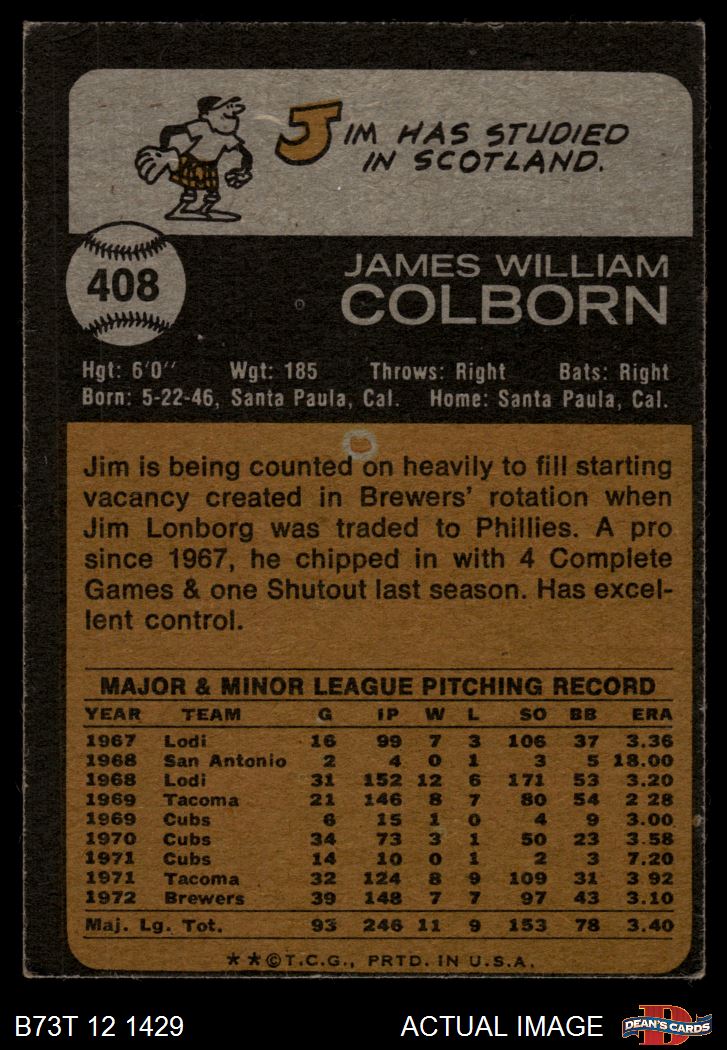 JIM HAS STUDIED
IN SCOTLAND.
408
JAMES WILLIAM
COLBORN
Hgt: 6'0" Wgt: 185 Throws: Right Bats: Right
Born: 5-22-46, Santa Paula, Cal. Home: Santa Paula, Cal.
Jim is being counted on heavily to fill starting
vacancy created in Brewers' rotation when
Jim Lonborg was traded to Phillies. A pro
since 1967, he chipped in with 4 Complete
Games & one Shutout last season. Has excel-
lent control.
MAJOR & MINOR LEAGUE PITCHING RECORD
YEAR TEAM G IP W L SO BB ERA
1967 Lodi 16 99 7 3 106 37 3.36
1968 San Antonio 2 4 0 1 3 5 18.00
1968 Lodi 31 152 12 6 171 53 3.20
1969 Tacoma 21 146 8 7 80 54 2 28
1969 Cubs 6 15 1 0 4 9 3.00
1970 Cubs 34 73 3 1 50 23 3.58
1971 Cubs 14 10 0 1 2 3 7.20
1971 Tacoma 32 124 8 9 109 31 3 92
1972 Brewers 39 148 7 7 97 43 3.10
Maj. Lg. Tot. 93 246 11 9 153 78 3.40
**©T.C.G., PRTD. IN U.S.A.
B73T 12 1429 ACTUAL IMAGE DEAN'S CARDS